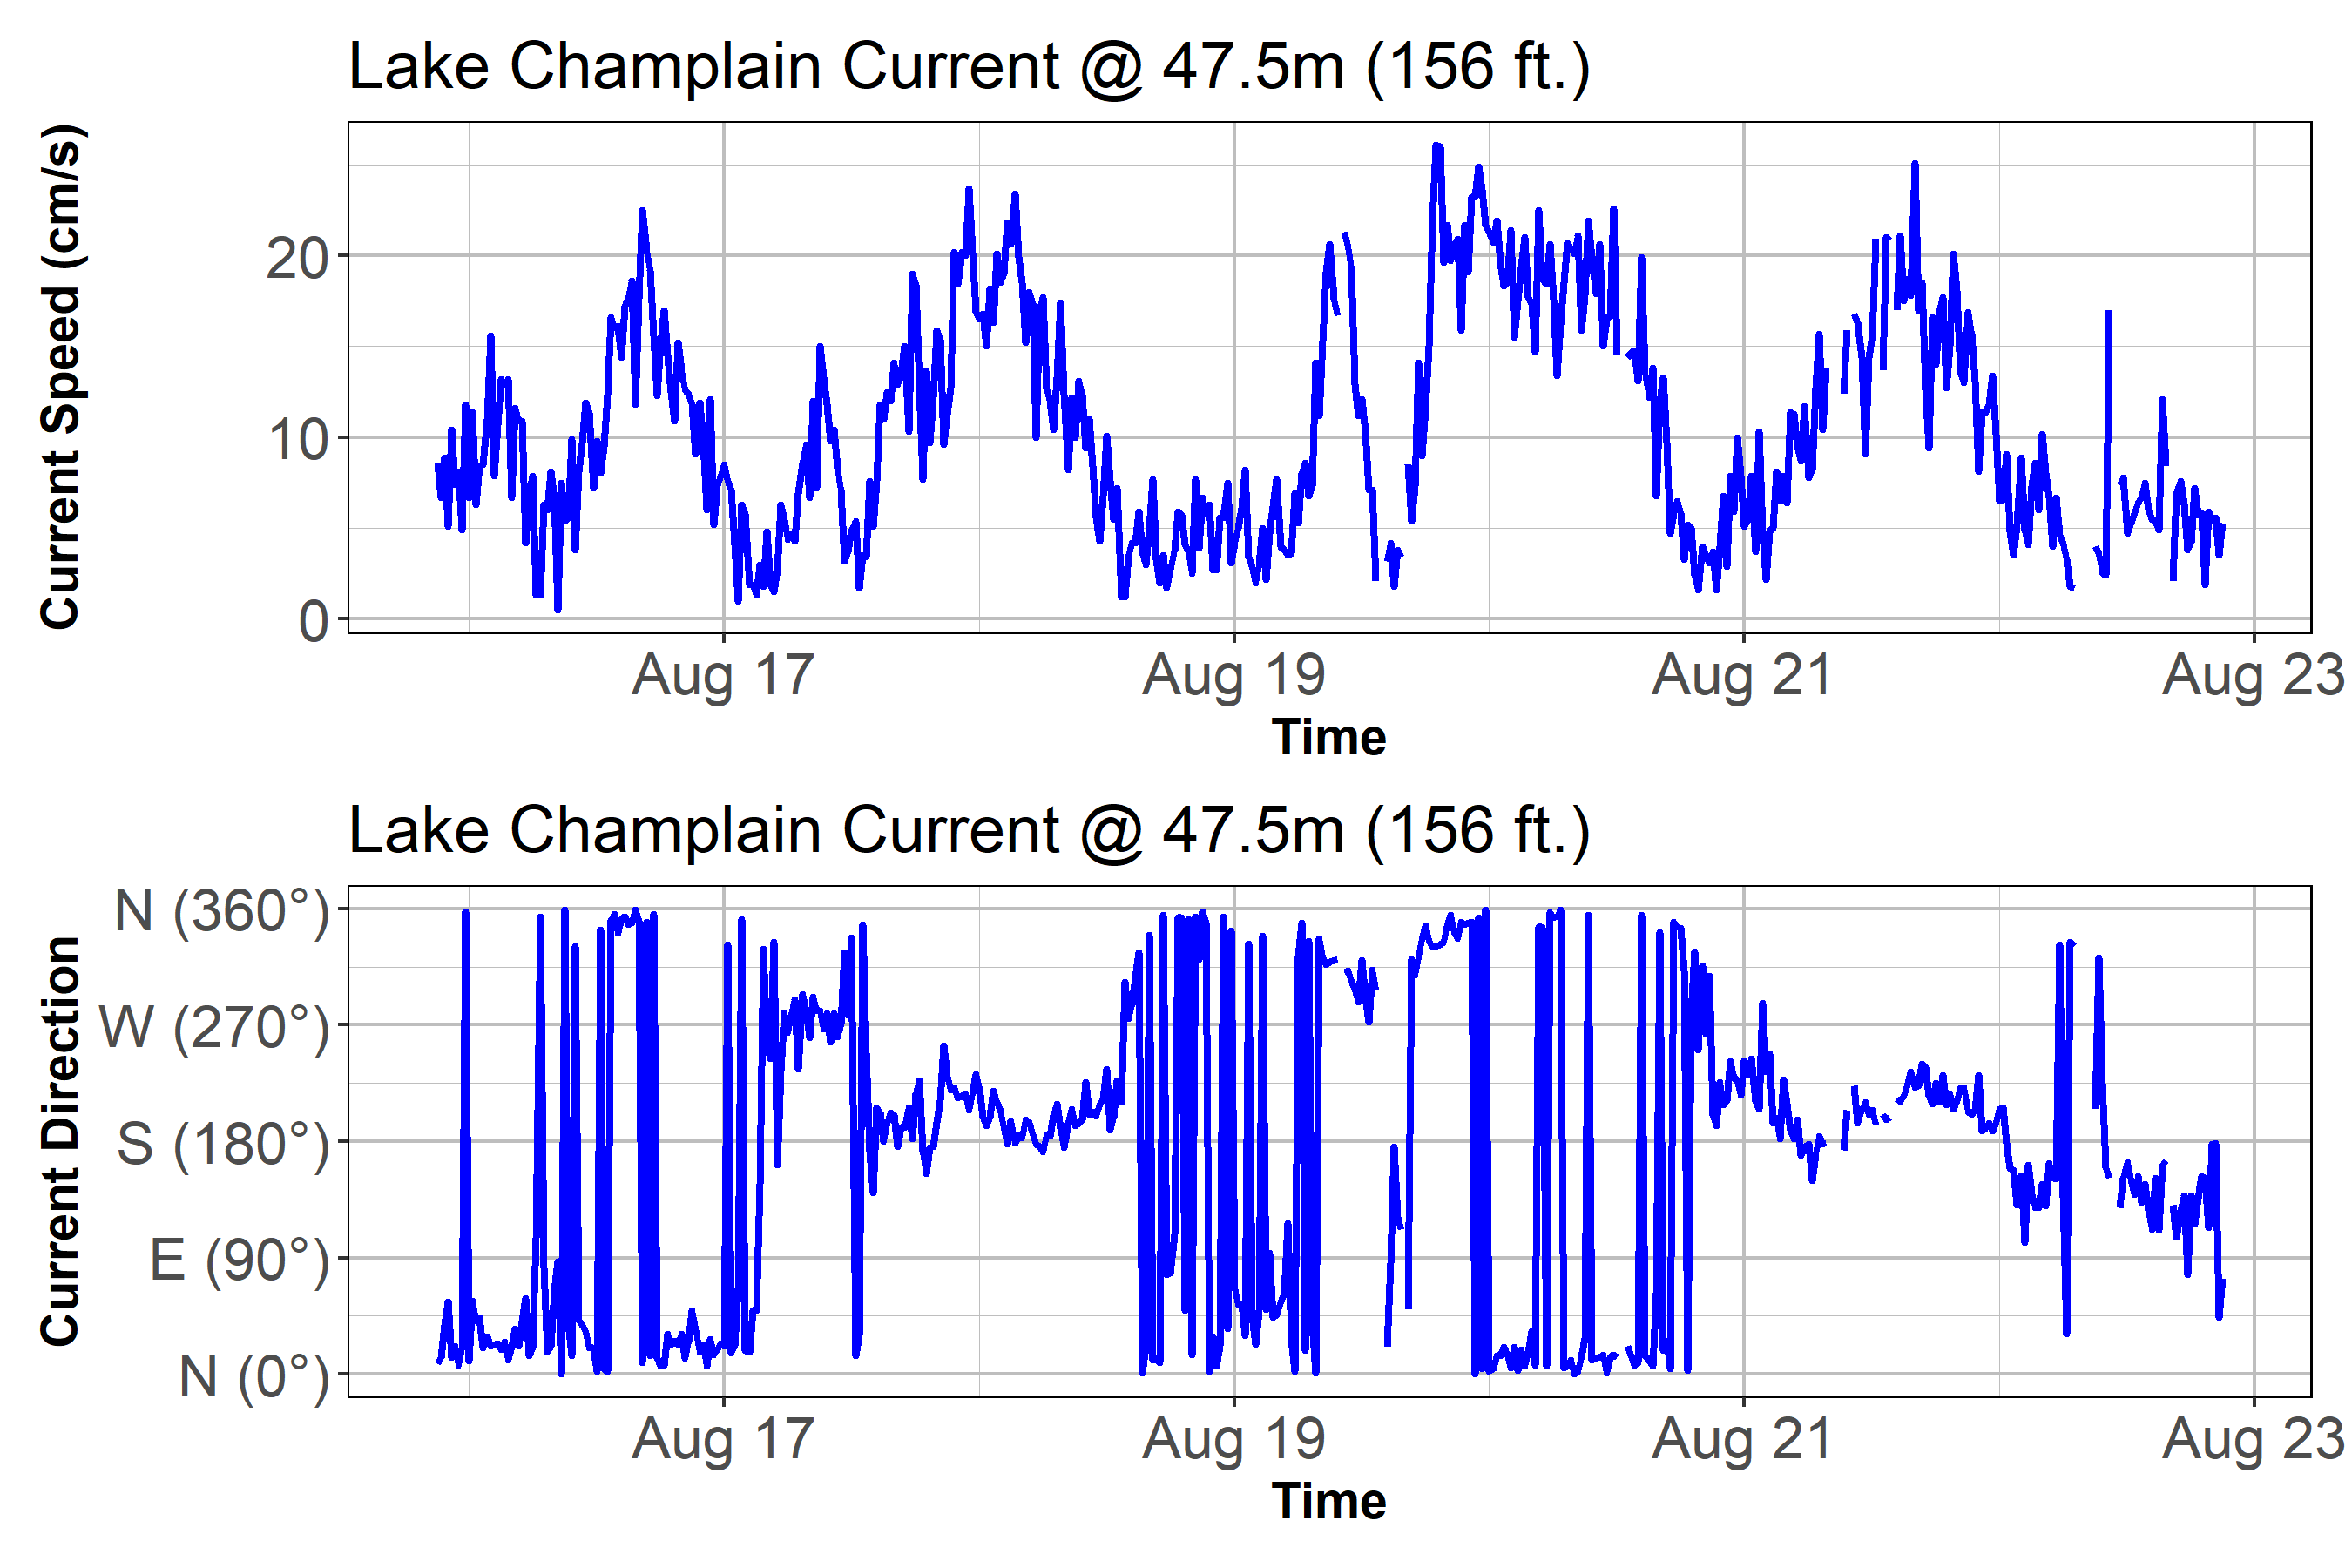 Lake Champlain Current @ 47.5m (156 ft.)
Current Speed (cm/s)
20
10
0
Aug 17 Aug 19 Aug 21 Aug 23
Time
Lake Champlain Current @ 47.5m (156 ft.)
Current Direction
N (360°)
W (270°)
S (180°)
E (90°)
N (0°)
Aug 17 Aug 19 Aug 21 Aug 23
Time